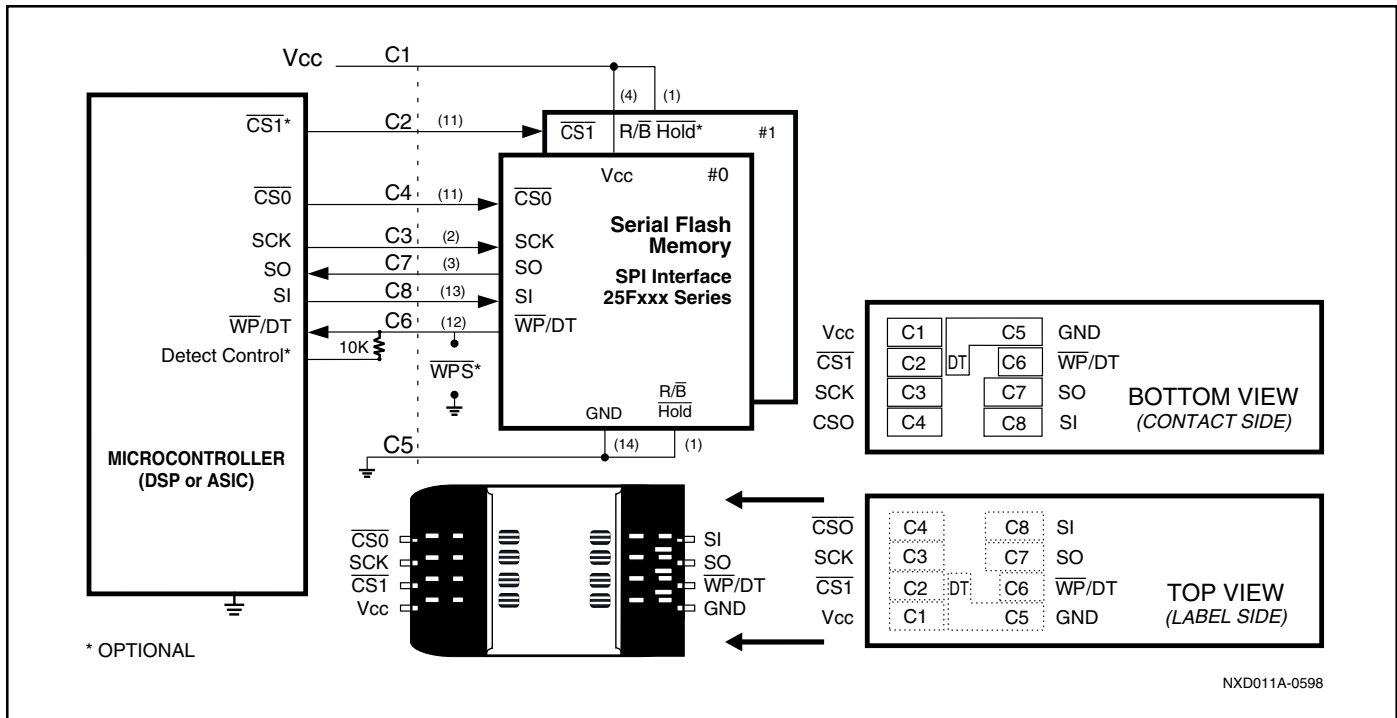 Vcc C1
(4) (1)
CS1* C2 (11) CS1 R/B Hold* #1
Vcc #0
CS0 C4 (11) CS0
Serial Flash
Memory
SCK C3 (2) SCK
SO C7 (3) SO
SPI Interface
SI C8 (13) SI
25Fxxx Series
WP/DT C6 (12) WP/DT
Detect Control* 10K
WPS*
R/B
GND Hold
C5 (14) (1)
MICROCONTROLLER
(DSP or ASIC)
Vcc C1 C5 GND
CS1 C2 DT C6 WP/DT
SCK C3 C7 SO
CSO C4 C8 SI
BOTTOM VIEW
(CONTACT SIDE)
CS0 SI
SCK SO
CS1 WP/DT
Vcc GND
CSO C4 C8 SI
SCK C3 C7 SO
CS1 C2 DT C6 WP/DT
Vcc C1 C5 GND
TOP VIEW
(LABEL SIDE)
* OPTIONAL
NXD011A-0598